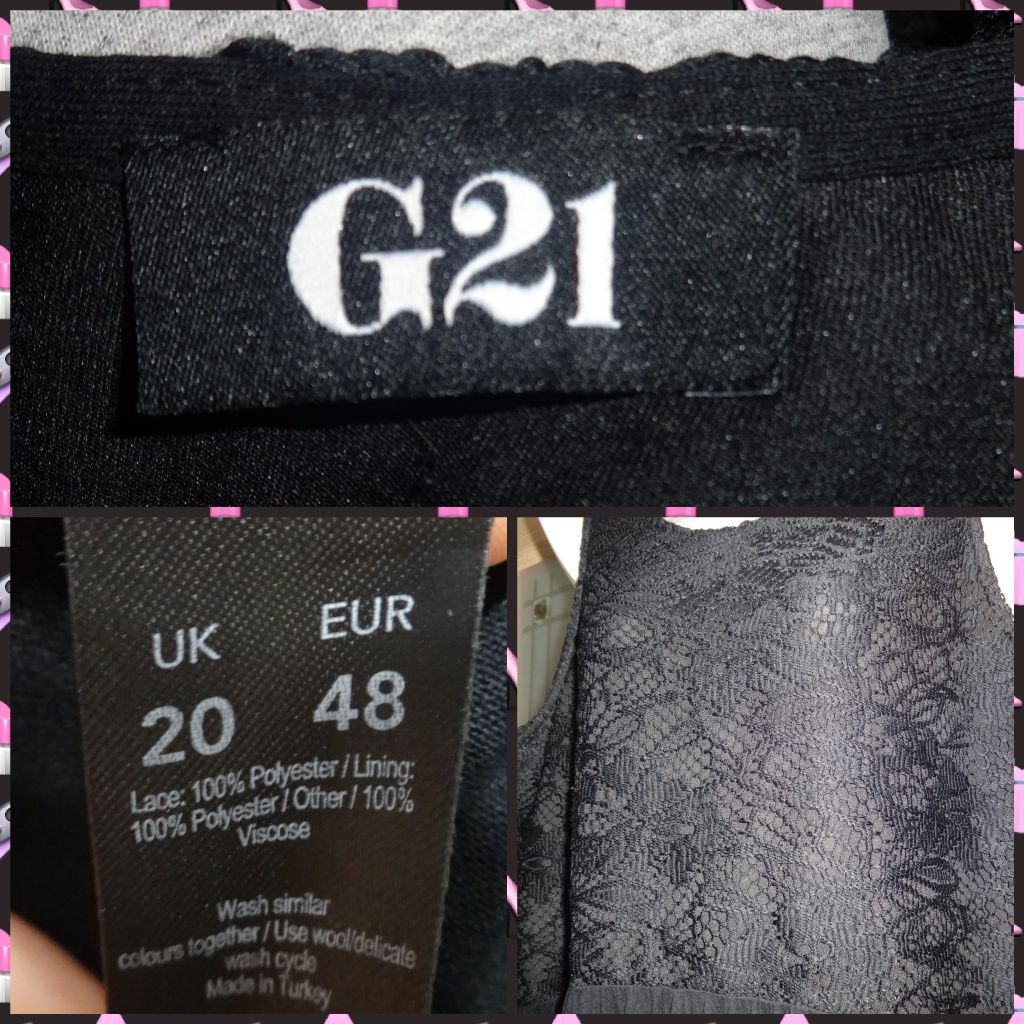 G21
UK EUR
20 48
Lace: 100% Polyester / Lining:
100% Polyester / Other / 100%
Viscose
Wash similar
colours together / Use wool/delicate
wash cycle
Made in Turkey